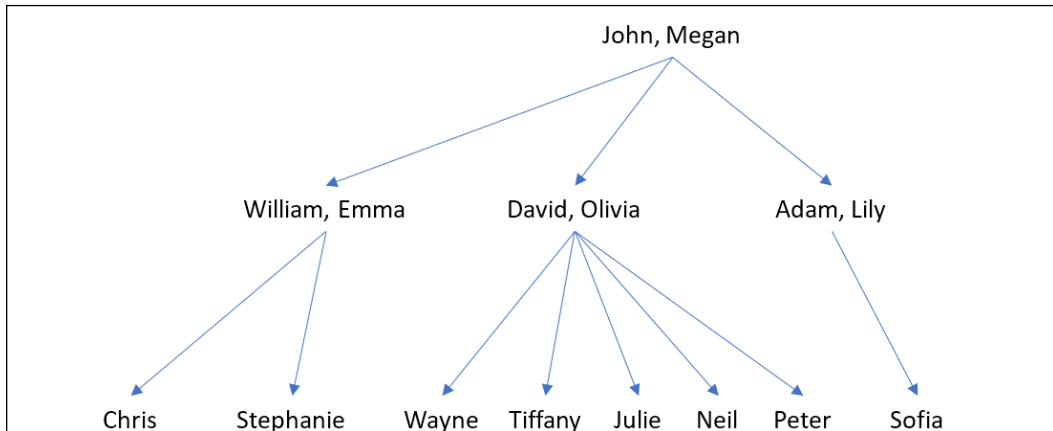 John, Megan
William, Emma
David, Olivia
Adam, Lily
Chris
Stephanie
Wayne
Tiffany
Julie
Neil
Peter
Sofia